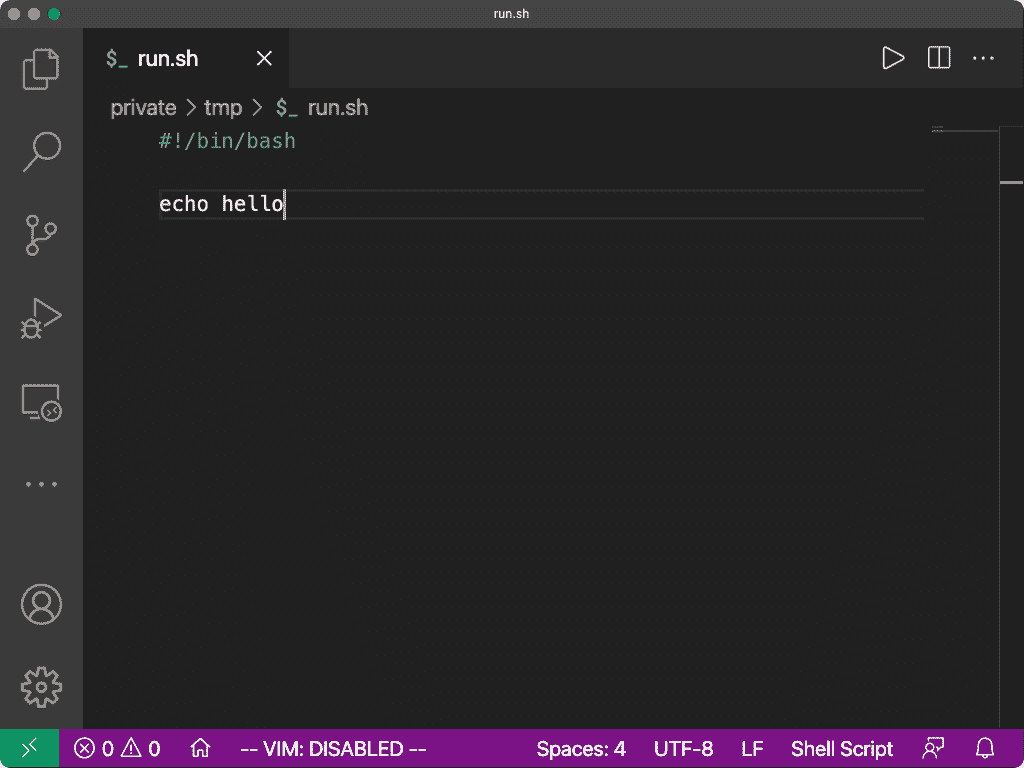 run.sh
$_ run.sh
private > tmp > $_ run.sh
#!/bin/bash
echo hello
0 0 -- VIM: DISABLED -- Spaces: 4 UTF-8 LF Shell Script